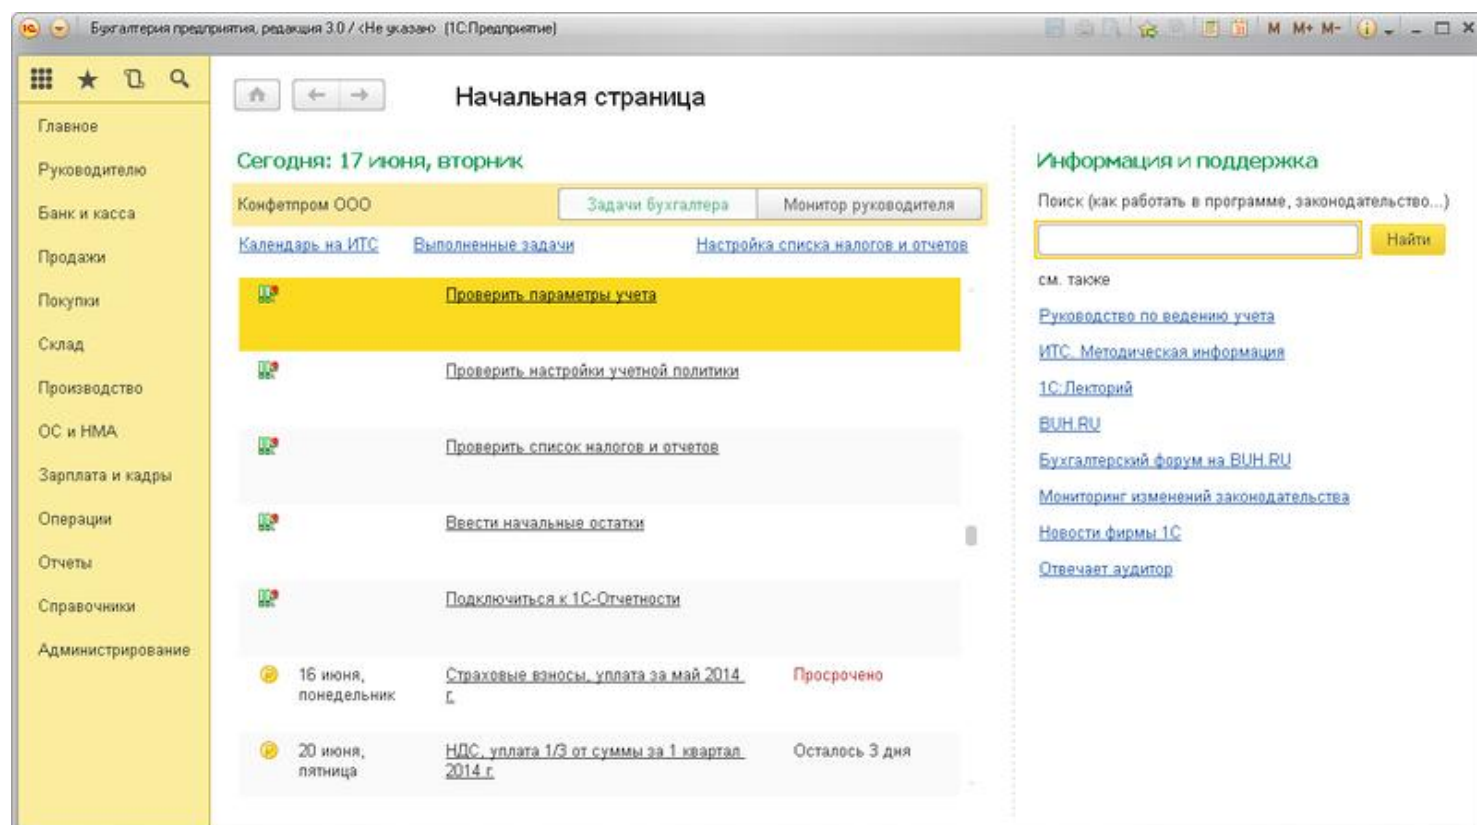 Бухгалтерия предприятия, редакция 3.0 / <Не указано (1С:Предприятие)
M M+ M-
Главное
Руководителю
Банк и касса
Продажи
Покупки
Склад
Производство
ОС и НМА
Зарплата и кадры
Операции
Отчеты
Справочники
Администрирование
Начальная страница
Сегодня: 17 июня, вторник
Конфетпром ООО
Задачи бухгалтера
Монитор руководителя
Календарь на ИТС
Выполненные задачи
Настройка списка налогов и отчетов
Проверить параметры учета
Проверить настройки учетной политики
Проверить список налогов и отчетов
Ввести начальные остатки
Подключиться к 1С-Отчетности
16 июня,
понедельник
Страховые взносы, уплата за май 2014
г.
Просрочено
20 июня,
пятница
НДС, уплата 1/3 от суммы за 1 квартал
2014 г.
Осталось 3 дня
Информация и поддержка
Поиск (как работать в программе, законодательство...)
Найти
см. также
Руководство по ведению учета
ИТС. Методическая информация
1С:Лекторий
BUH.RU
Бухгалтерский форум на BUH.RU
Мониторинг изменений законодательства
Новости фирмы 1С
Отвечает аудитор